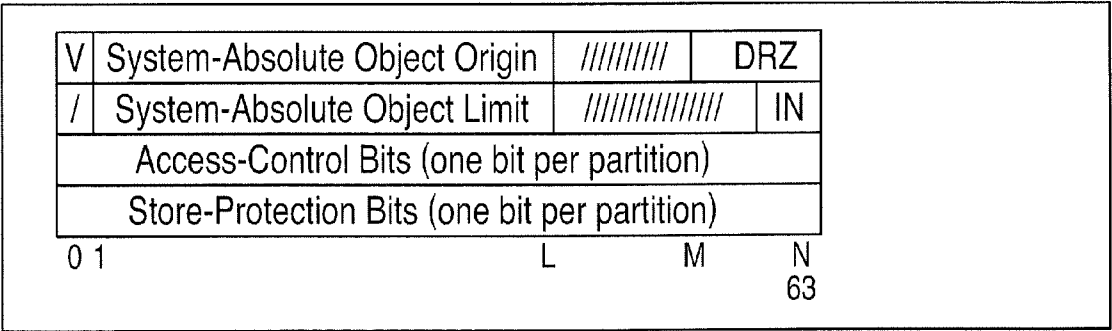 V System-Absolute Object Origin ////////// DRZ
/ System-Absolute Object Limit //////////////// IN
Access-Control Bits (one bit per partition)
Store-Protection Bits (one bit per partition)
0 1 L M N
63